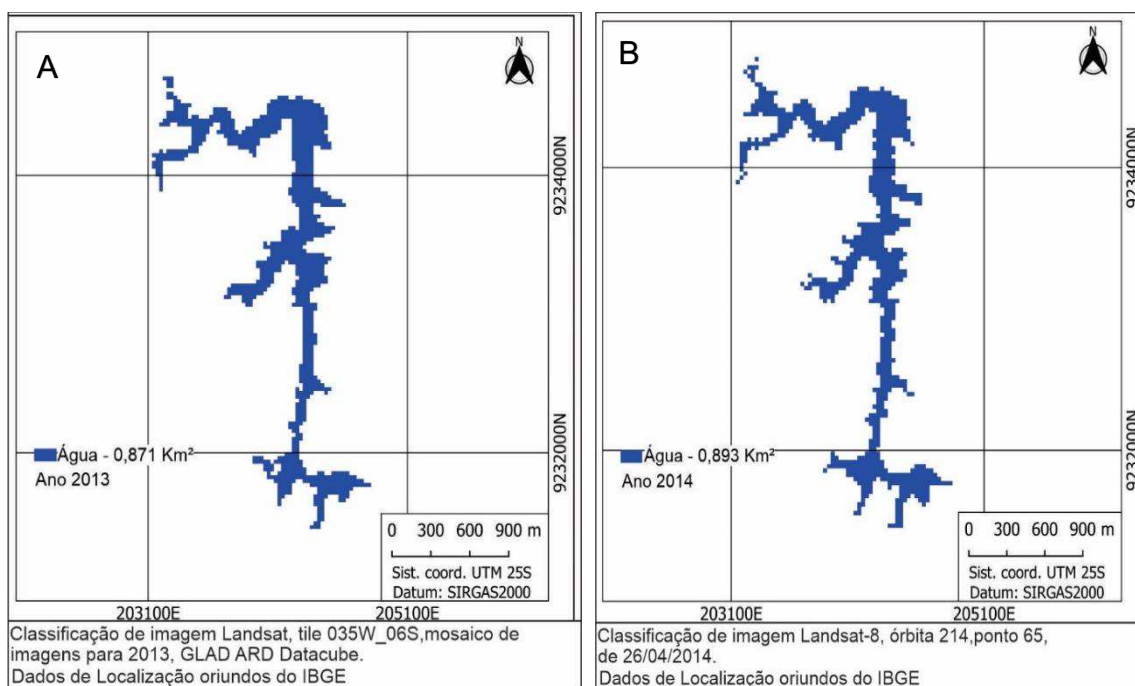 A
N
9234000N
9232000N
Água - 0,871 Km²
Ano 2013
0 300 600 900 m
Sist. coord. UTM 25S
Datum: SIRGAS2000
203100E 205100E
Classificação de imagem Landsat, tile 035W_06S,mosaico de
imagens para 2013, GLAD ARD Datacube.
Dados de Localização oriundos do IBGE
B
N
9234000N
9232000N
Água - 0,893 Km²
Ano 2014
0 300 600 900 m
Sist. coord. UTM 25S
Datum: SIRGAS2000
203100E 205100E
Classificação de imagem Landsat-8, órbita 214,ponto 65,
de 26/04/2014.
Dados de Localização oriundos do IBGE